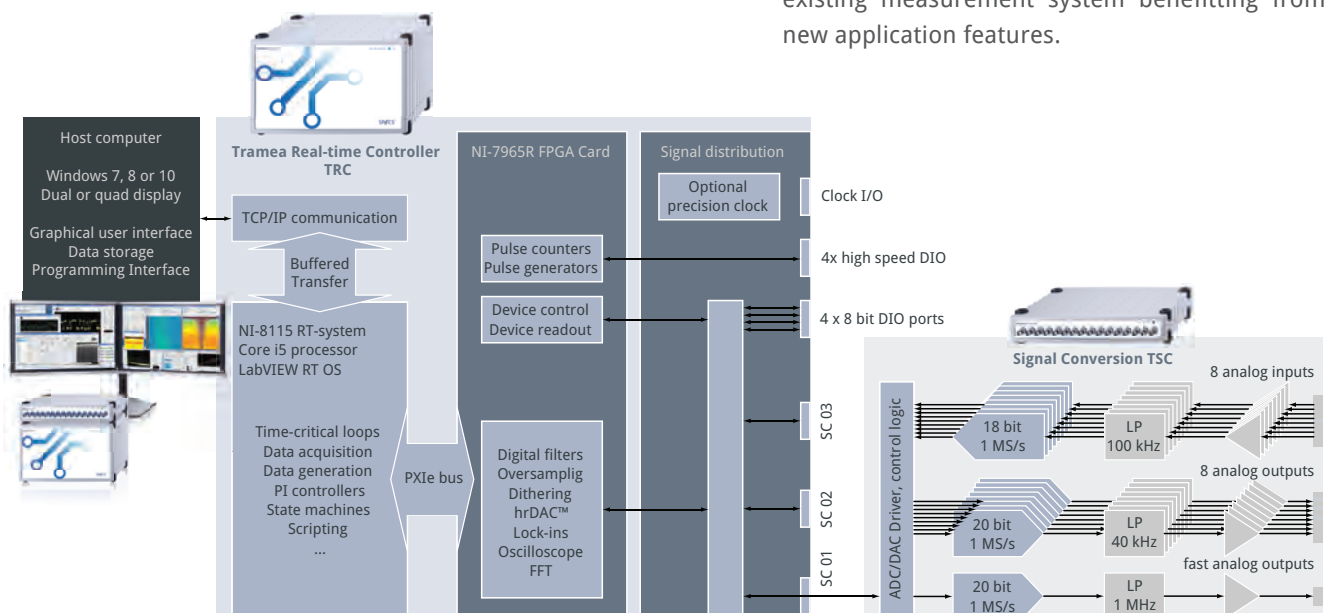 existing measurement system benefitting from
new application features.
Host computer
Windows 7, 8 or 10
Dual or quad display
Graphical user interface
Data storage
Programming Interface
Tramea Real-time Controller
TRC
TCP/IP communication
Buffered
Transfer
NI-8115 RT-system
Core i5 processor
LabVIEW RT OS
Time-critical loops
Data acquisition
Data generation
PI controllers
State machines
Scripting
...
PXIe bus
NI-7965R FPGA Card
Pulse counters
Pulse generators
Device control
Device readout
Digital filters
Oversamplig
Dithering
hrDAC™
Lock-ins
Oscilloscope
FFT
Signal distribution
Optional
precision clock
Clock I/O
4x high speed DIO
4 x 8 bit DIO ports
SC 03
SC 02
SC 01
Signal Conversion TSC
ADC/DAC Driver, control logic
8 analog inputs
18 bit
1 MS/s
LP
100 kHz
8 analog outputs
20 bit
1 MS/s
LP
40 kHz
fast analog outputs
20 bit
1 MS/s
LP
1 MHz